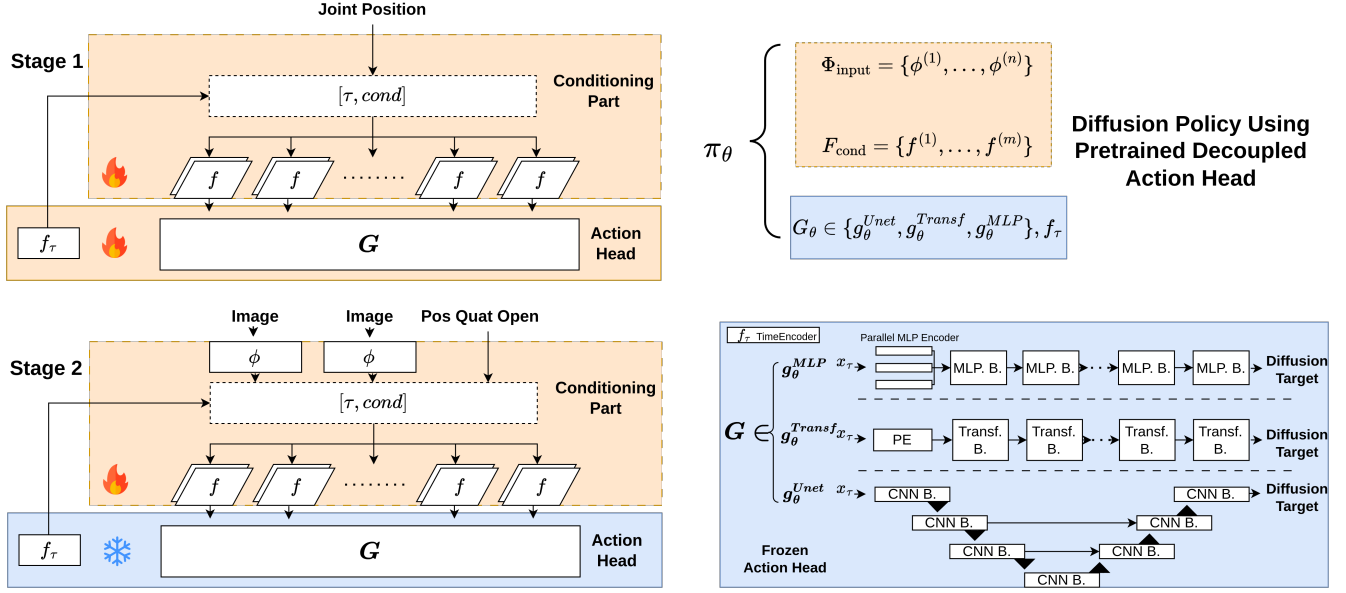 Joint Position
Stage 1
[τ, cond]
Conditioning
Part
f f ········ f f
f_τ
G
Action
Head
Image Image Pos Quat Open
Stage 2
ϕ ϕ
[τ, cond]
Conditioning
Part
f f ········ f f
f_τ
G
Action
Head
π_θ
Φ_input = {ϕ^(1), . . . , ϕ^(n)}
F_cond = {f^(1), . . . , f^(m)}
G_θ ∈ {g_θ^Unet, g_θ^Transf, g_θ^MLP}, f_τ
Diffusion Policy Using
Pretrained Decoupled
Action Head
f_τ TimeEncoder
Parallel MLP Encoder
G ∈
g_θ^MLP x_τ
MLP. B. MLP. B. ··· MLP. B. MLP. B.
Diffusion
Target
g_θ^Transf x_τ
PE
Transf.
B.
Transf.
B.
···
Transf.
B.
Transf.
B.
Diffusion
Target
g_θ^Unet x_τ
CNN B. CNN B.
Diffusion
Target
CNN B. CNN B.
CNN B. CNN B.
CNN B.
Frozen
Action Head